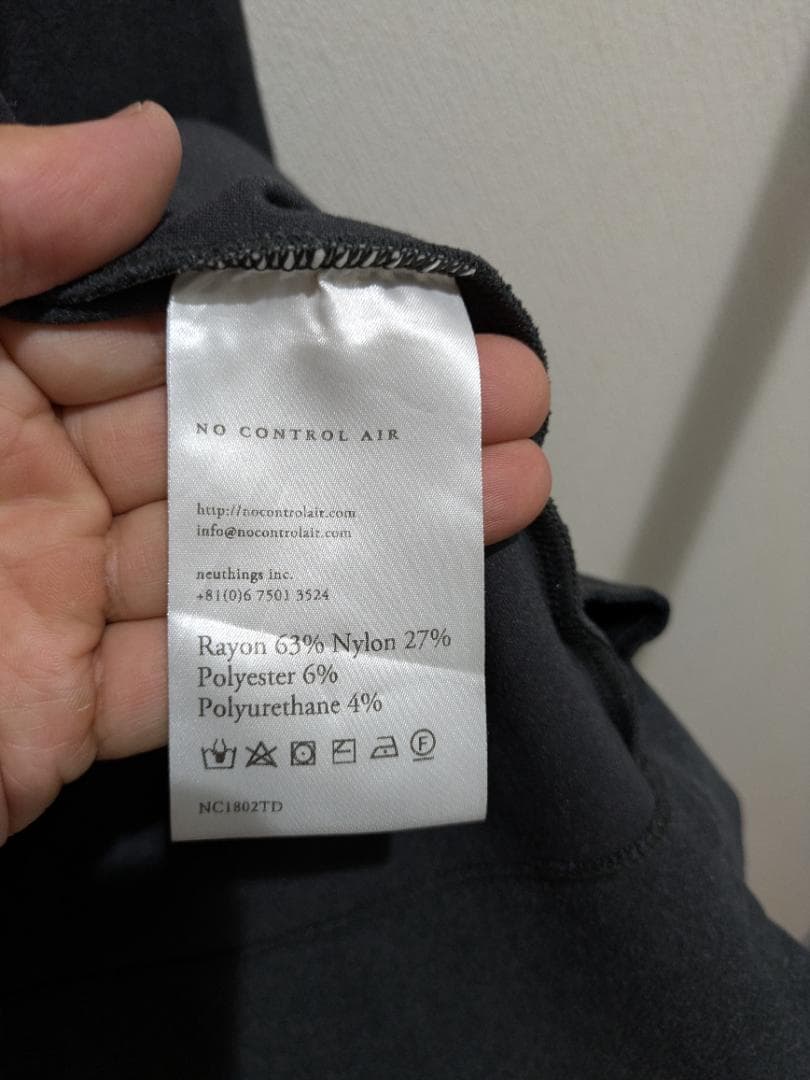 NO CONTROL AIR
http://nocontrolair.com
info@nocontrolair.com
neuthings inc.
+81(0)6 7501 3524
Rayon 63% Nylon 27%
Polyester 6%
Polyurethane 4%
F
NC1802TD